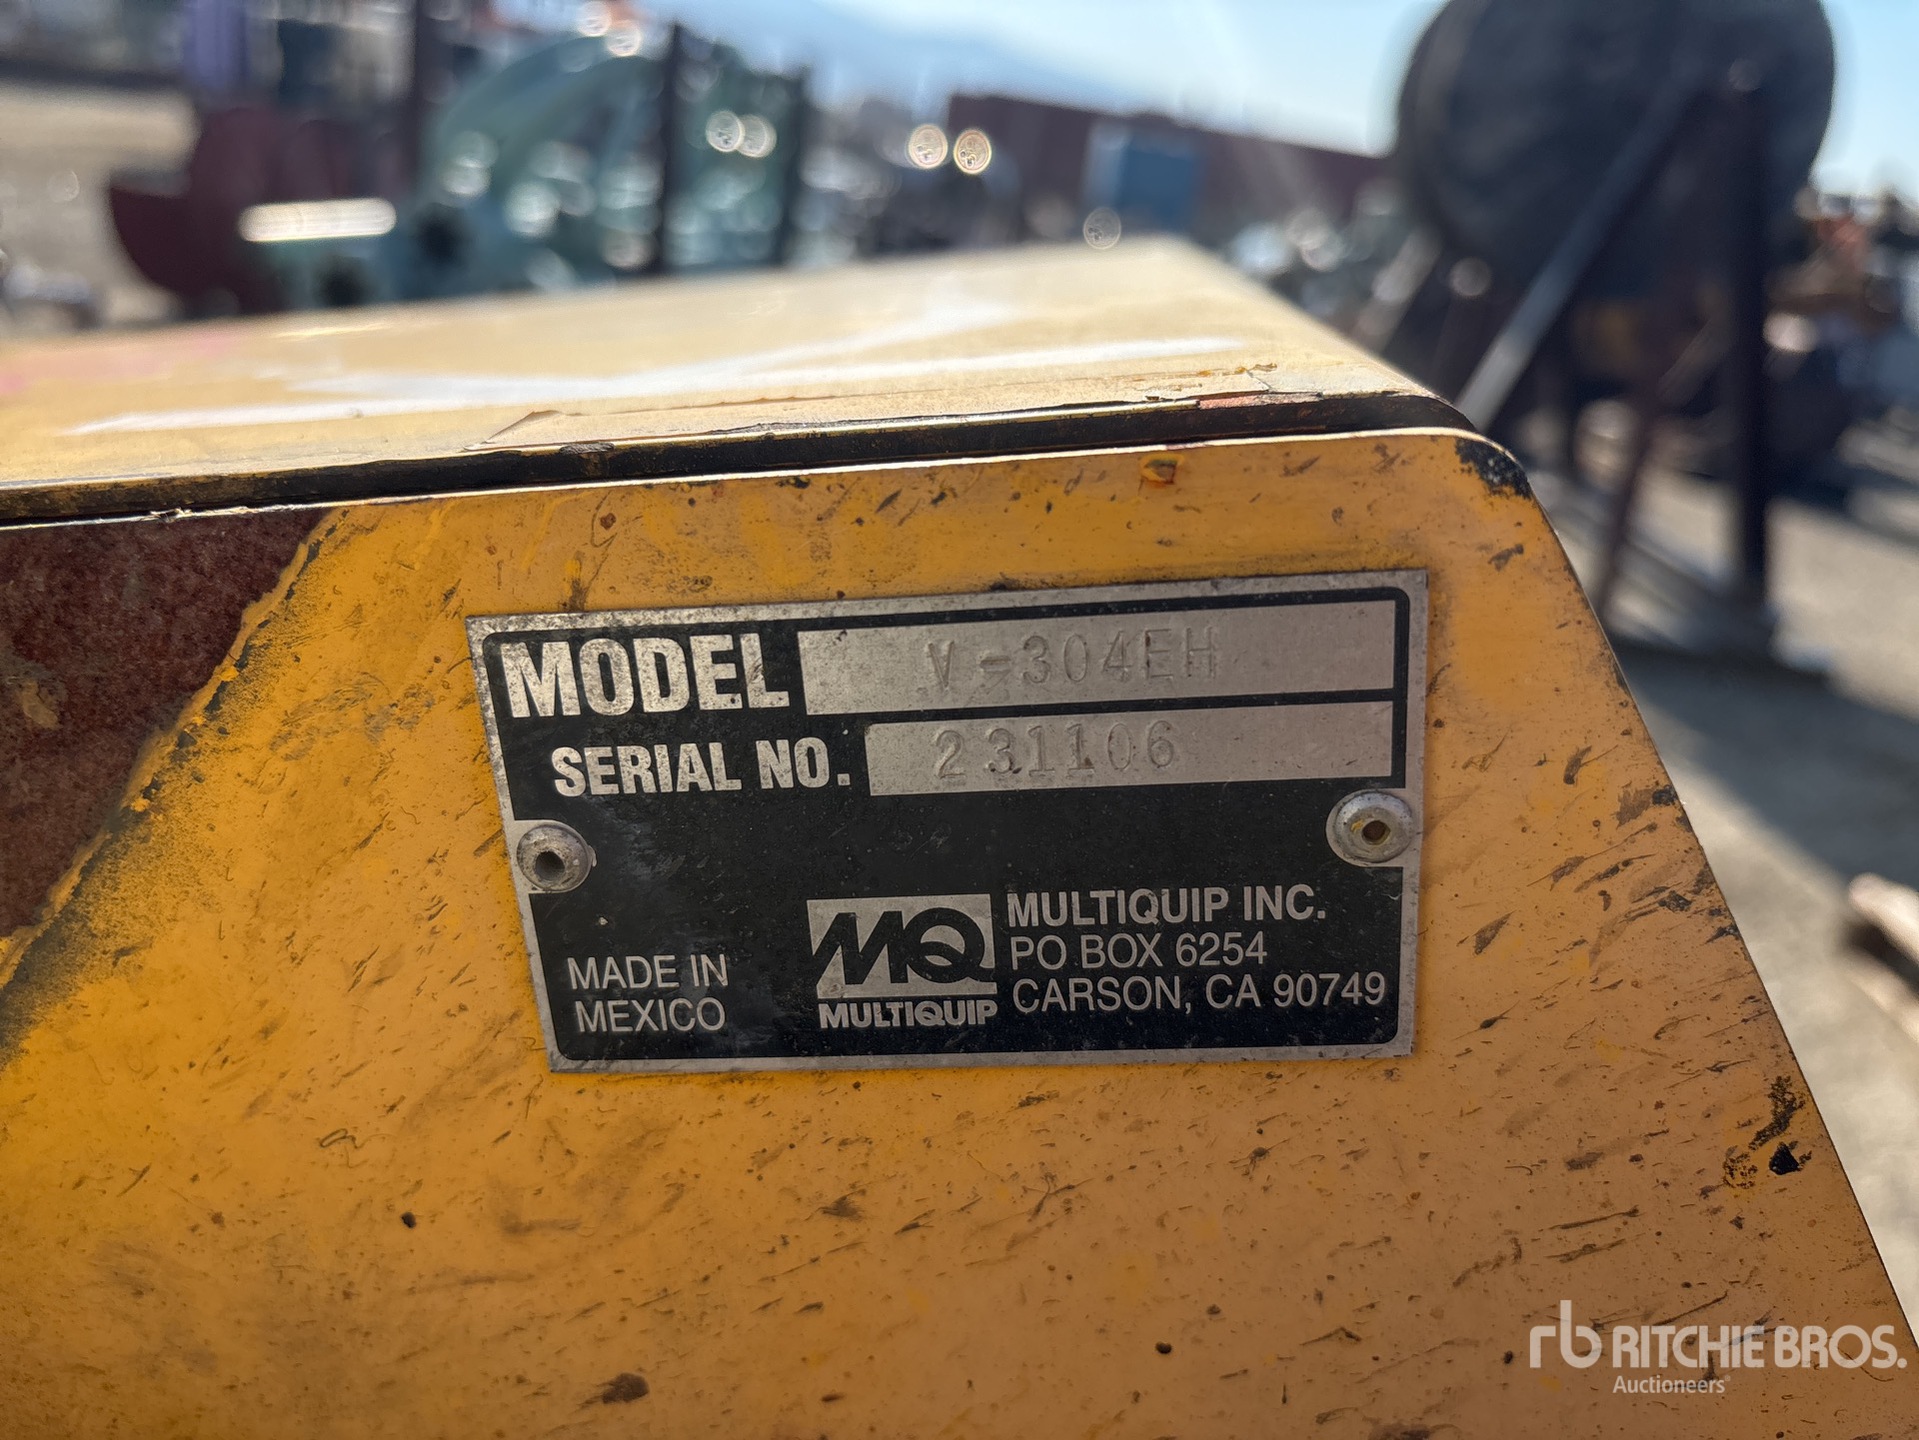 MODEL V-304EH
SERIAL NO. 231106
MADE IN
MEXICO
MQ
MULTIQUIP
MULTIQUIP INC.
PO BOX 6254
CARSON, CA 90749
rb RITCHIE BROS.
Auctioneers